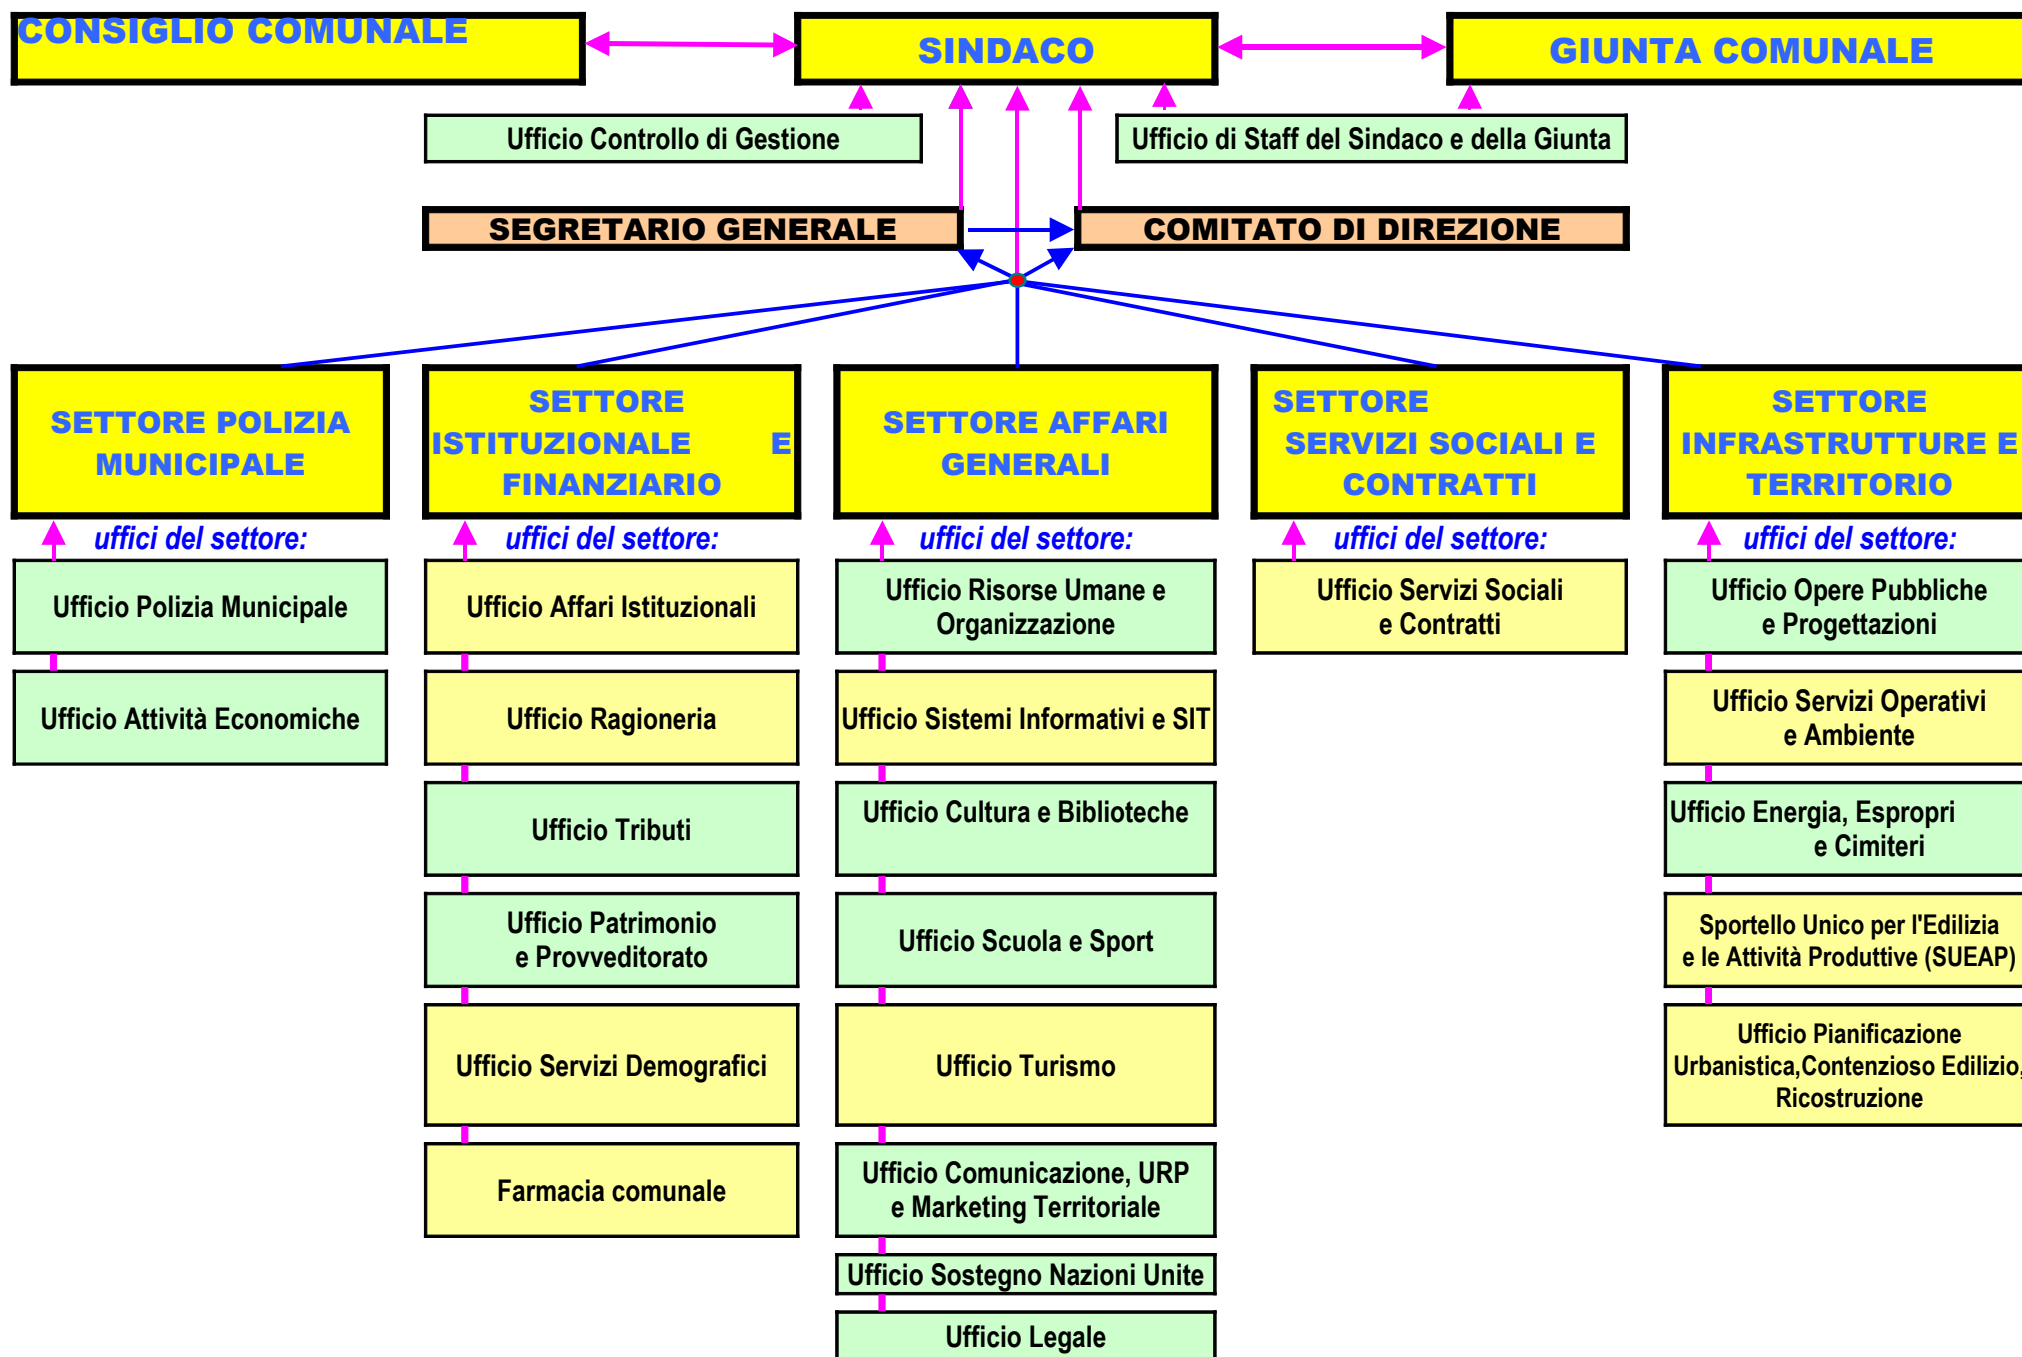 CONSIGLIO COMUNALE
SINDACO
GIUNTA COMUNALE
Ufficio Controllo di Gestione
Ufficio di Staff del Sindaco e della Giunta
SEGRETARIO GENERALE
COMITATO DI DIREZIONE
SETTORE POLIZIA
MUNICIPALE
SETTORE
ISTITUZIONALE E
FINANZIARIO
SETTORE AFFARI
GENERALI
SETTORE
SERVIZI SOCIALI E
CONTRATTI
SETTORE
INFRASTRUTTURE E
TERRITORIO
uffici del settore:
uffici del settore:
uffici del settore:
uffici del settore:
uffici del settore:
Ufficio Polizia Municipale
Ufficio Affari Istituzionali
Ufficio Risorse Umane e
Organizzazione
Ufficio Servizi Sociali
e Contratti
Ufficio Opere Pubbliche
e Progettazioni
Ufficio Attività Economiche
Ufficio Ragioneria
Ufficio Sistemi Informativi e SIT
Ufficio Servizi Operativi
e Ambiente
Ufficio Tributi
Ufficio Cultura e Biblioteche
Ufficio Energia, Espropri
e Cimiteri
Ufficio Patrimonio
e Provveditorato
Ufficio Scuola e Sport
Sportello Unico per l'Edilizia
e le Attività Produttive (SUEAP)
Ufficio Servizi Demografici
Ufficio Turismo
Ufficio Pianificazione
Urbanistica,Contenzioso Edilizio,
Ricostruzione
Farmacia comunale
Ufficio Comunicazione, URP
e Marketing Territoriale
Ufficio Sostegno Nazioni Unite
Ufficio Legale